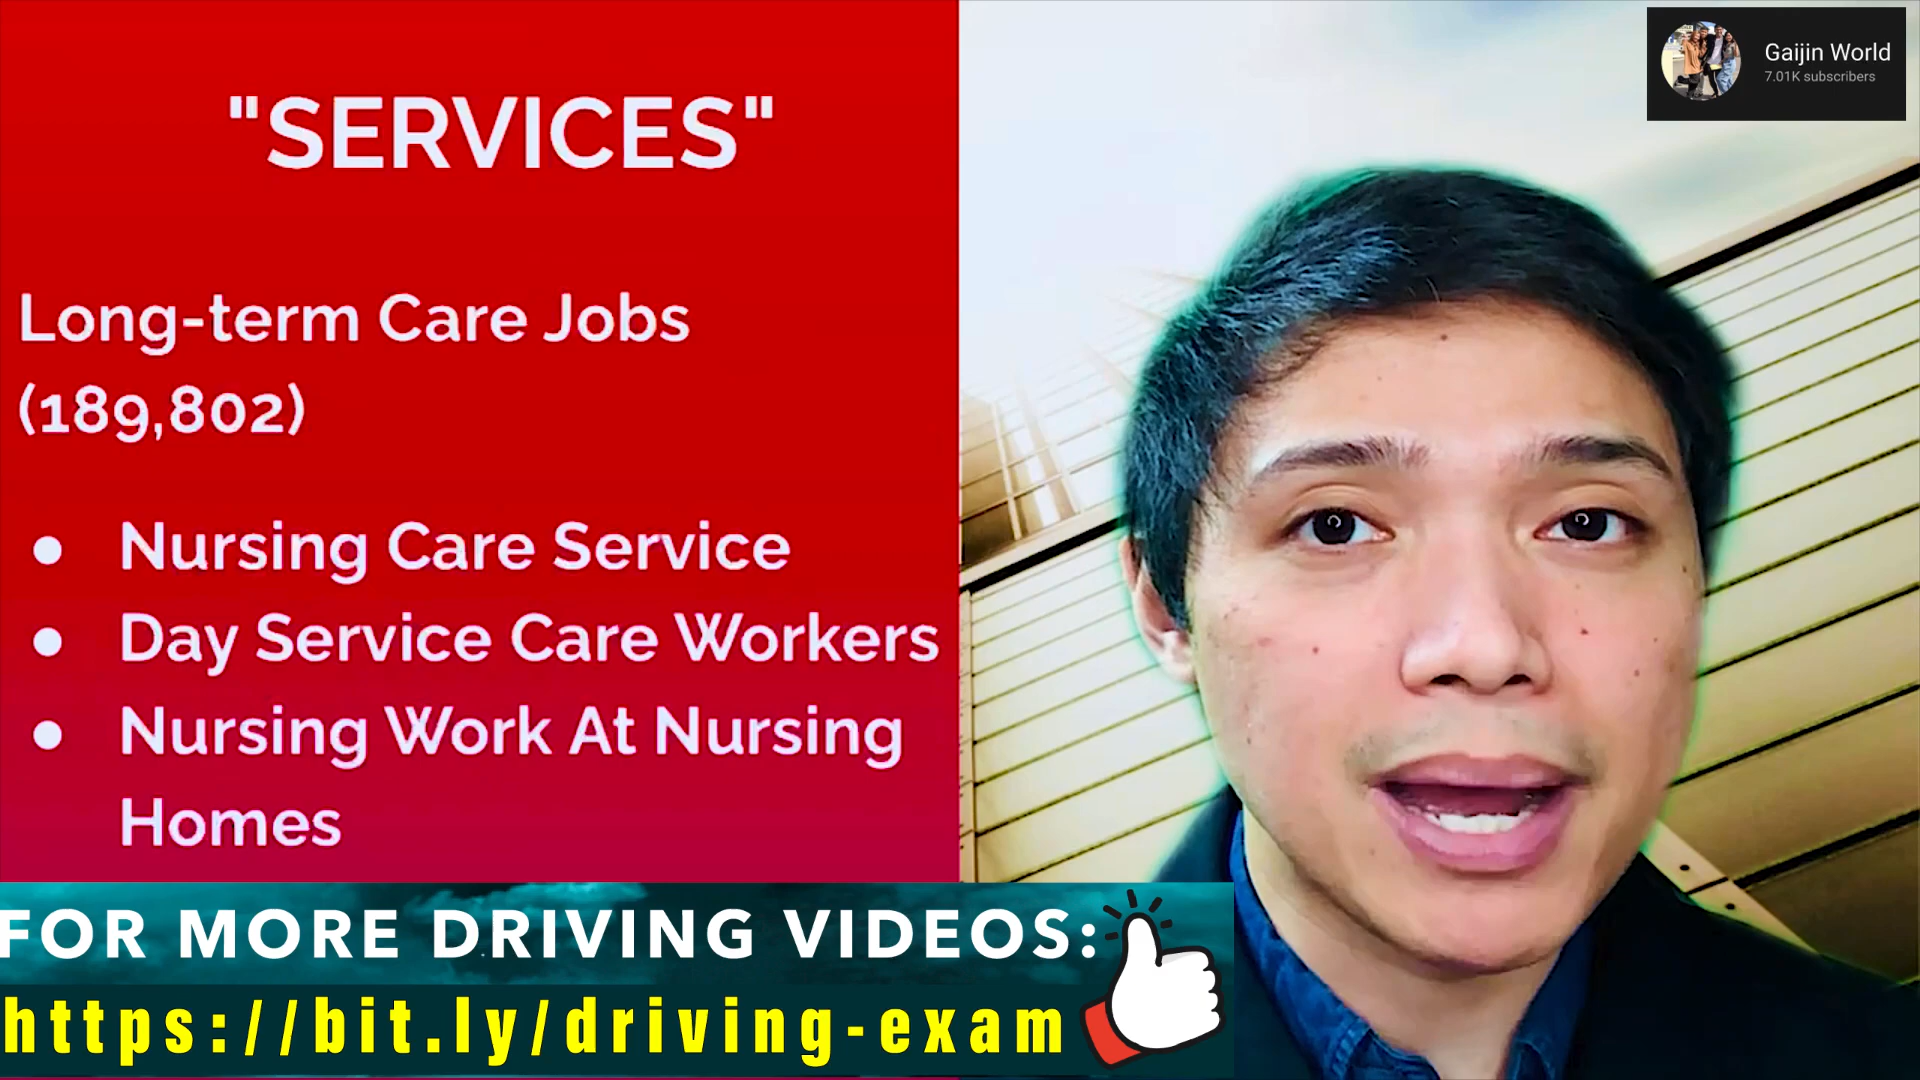 "SERVICES"
Long-term Care Jobs
(189,802)
● Nursing Care Service
● Day Service Care Workers
● Nursing Work At Nursing
Homes
FOR MORE DRIVING VIDEOS:
https://bit.ly/driving-exam
Gaijin World
7.01K subscribers